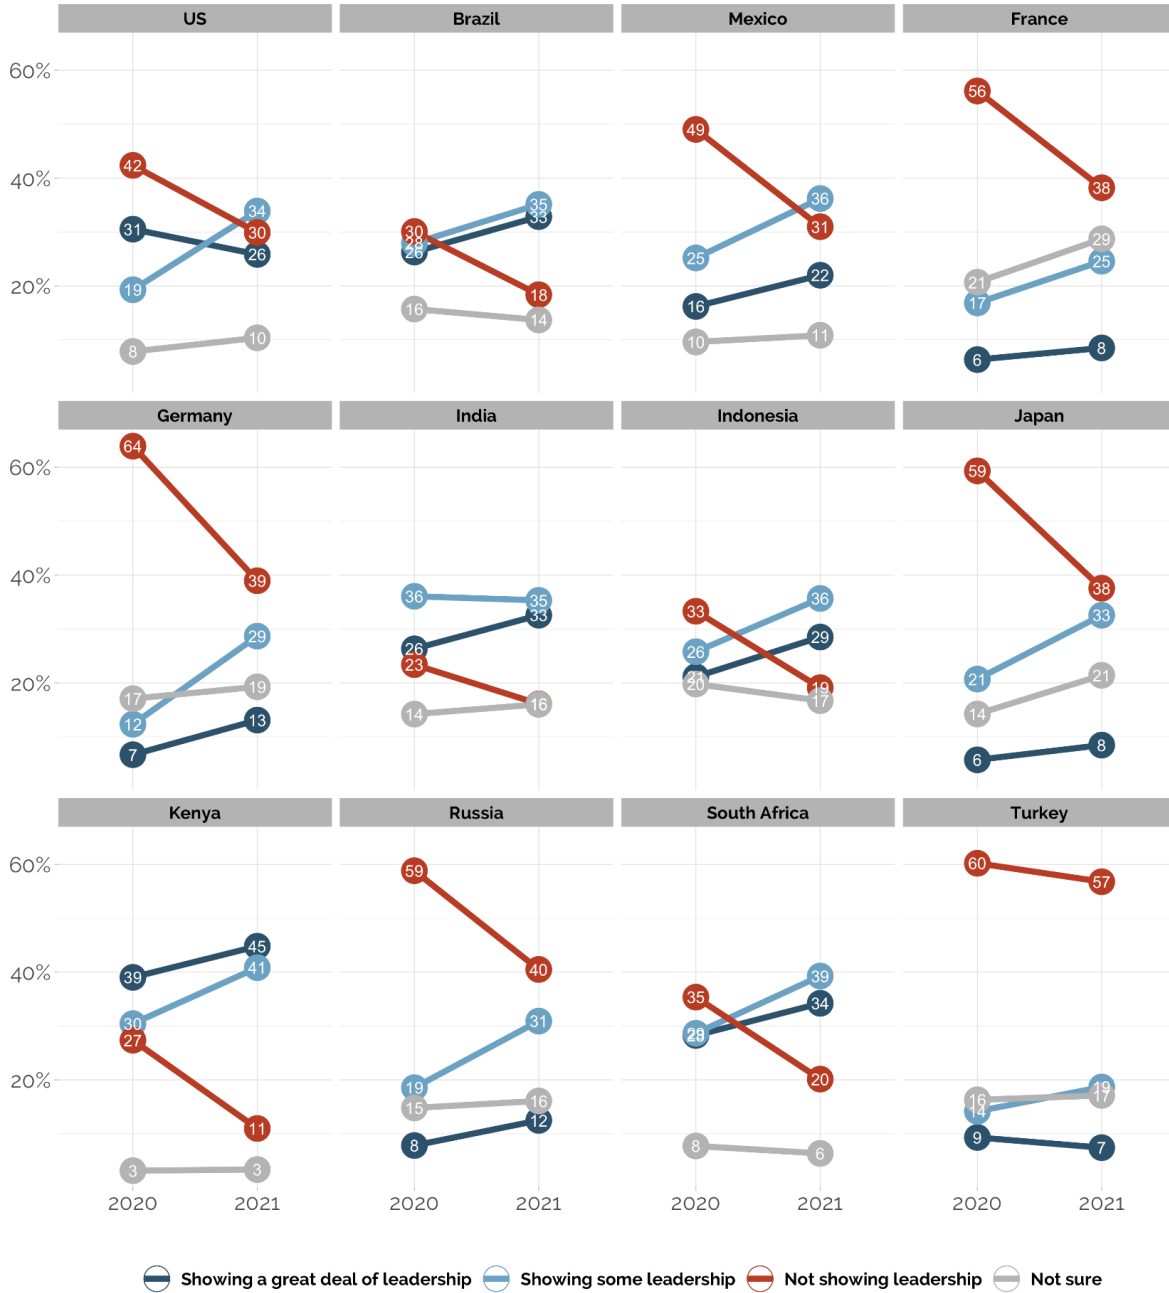 US Brazil Mexico France
60%
40%
20%
42 31 19 8 34 30 26 10
30 28 26 16 35 33 18 14
49 25 16 10 36 31 22 11
56 21 17 6 38 29 25 8
Germany India Indonesia Japan
60%
40%
20%
64 17 12 7 39 29 19 13
36 26 23 14 35 33 16
33 26 21 20 36 29 19 17
59 21 14 6 38 33 21 8
Kenya Russia South Africa Turkey
60%
40%
20%
39 30 27 3 45 41 11 3
59 19 15 8 40 31 16 12
35 29 28 8 39 34 20 6
60 16 14 9 57 19 17 7
2020 2021 2020 2021 2020 2021 2020 2021
Showing a great deal of leadership Showing some leadership Not showing leadership Not sure